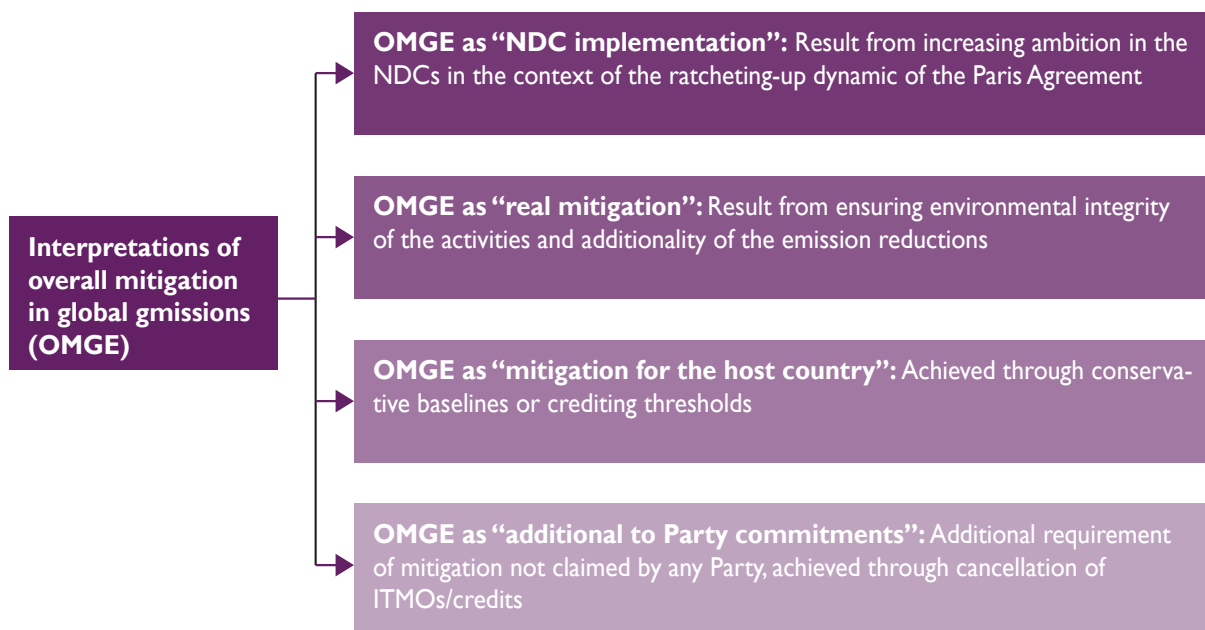 Interpretations of
overall mitigation
in global gmissions
(OMGE)
OMGE as “NDC implementation”: Result from increasing ambition in the
NDCs in the context of the ratcheting-up dynamic of the Paris Agreement
OMGE as “real mitigation”: Result from ensuring environmental integrity
of the activities and additionality of the emission reductions
OMGE as “mitigation for the host country”: Achieved through conserva-
tive baselines or crediting thresholds
OMGE as “additional to Party commitments”: Additional requirement
of mitigation not claimed by any Party, achieved through cancellation of
ITMOs/credits